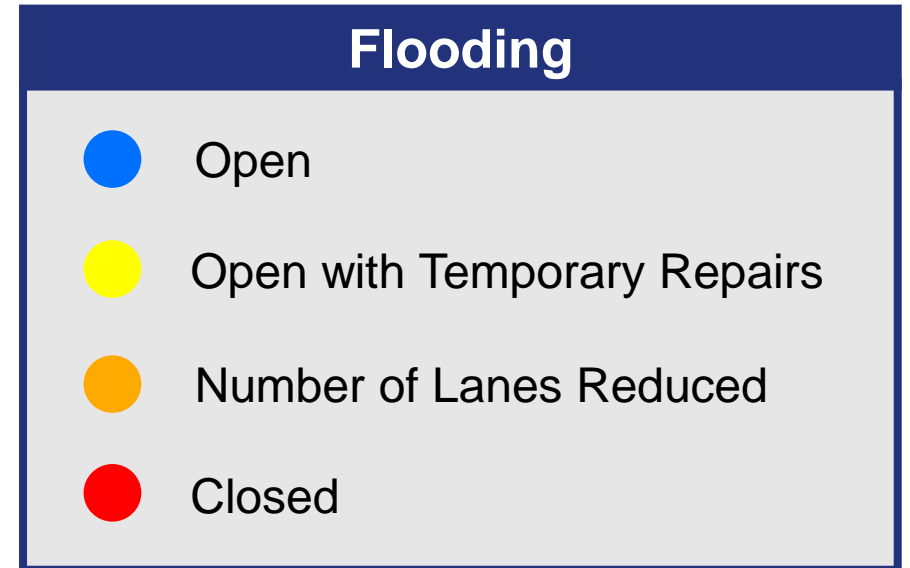 Flooding
Open
Open with Temporary Repairs
Number of Lanes Reduced
Closed